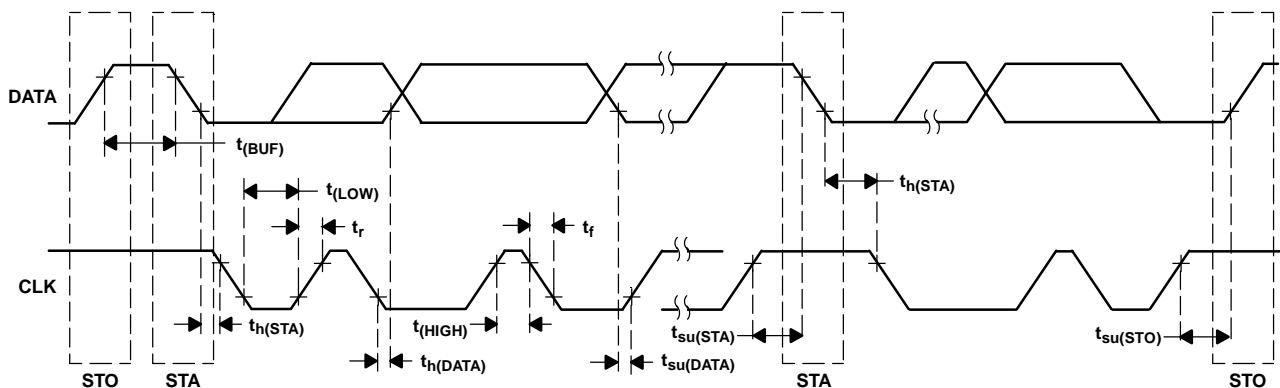 DATA
t(BUF)
t(LOW)
th(STA)
tr
tf
CLK
th(STA)
t(HIGH)
th(DATA)
tsu(DATA)
tsu(STA)
tsu(STO)
STO
STA
STA
STO